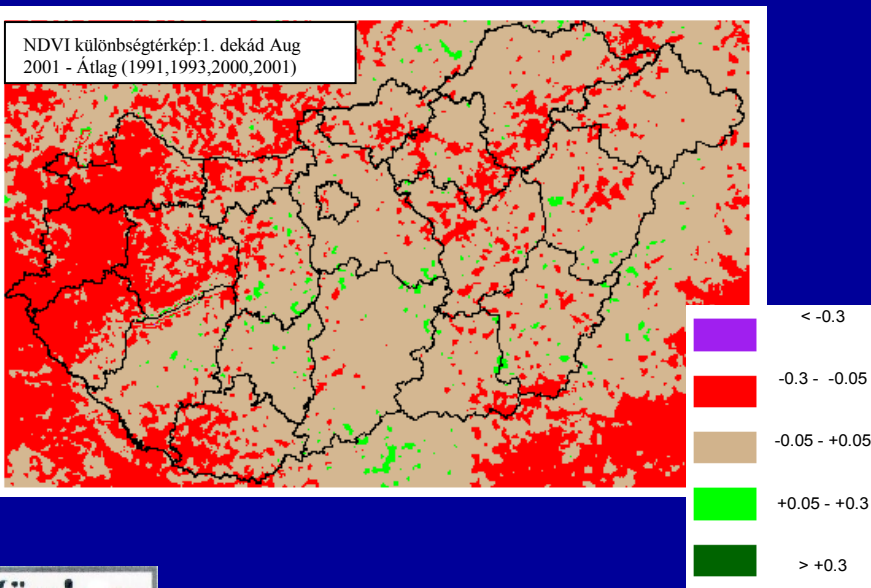 NDVI különbségtérkép:1. dekád Aug
2001 - Átlag (1991,1993,2000,2001)
< -0.3
-0.3 - -0.05
-0.05 - +0.05
+0.05 - +0.3
> +0.3